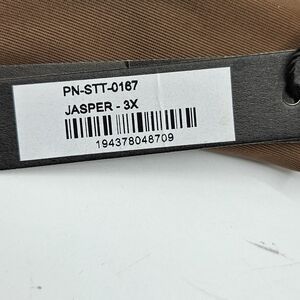 PN-STT-0167
JASPER - 3X
194378048709